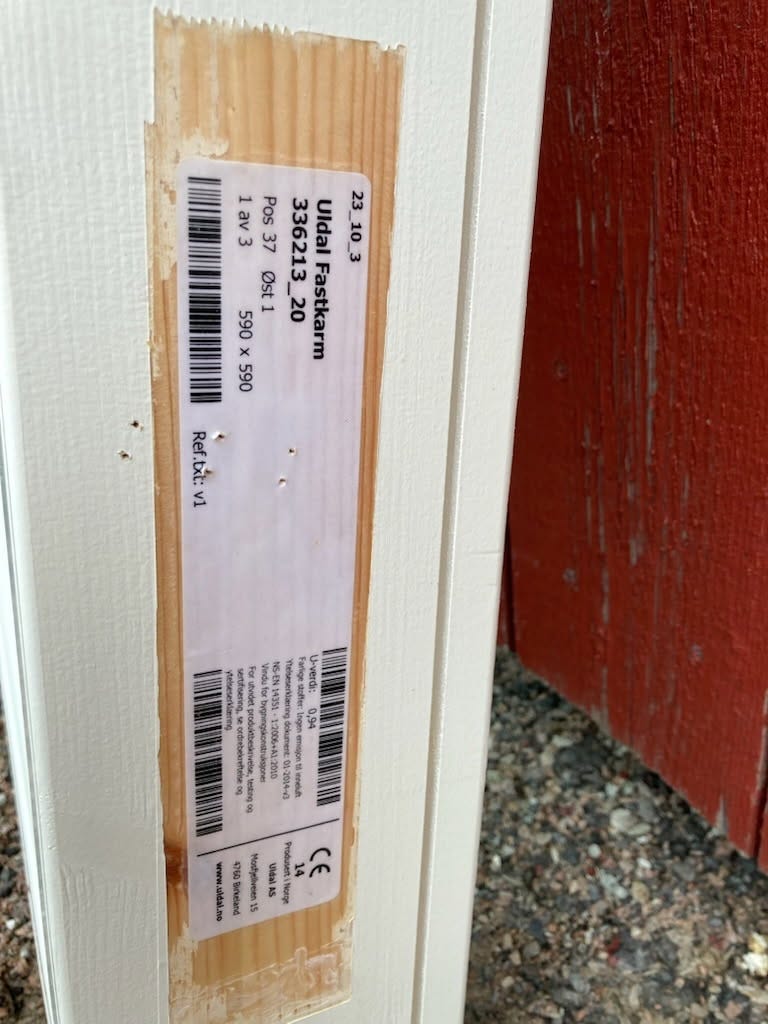 23_10_3
Uldal Fastkarm
336213_20
Pos 37 Øst 1
1 av 3 590 x 590
Ref.txt: v1
U-verdi: 0,94
Farlige stoffer: Ingen emisjon til inneluft
Ytelseserklæring dokument: 01-2014-v3
NS-EN 14351 - 1:2006+A1:2010
Vindu for bygningskonstruksjoner
For utvidet produktbeskrivelse, testing og
sertifisering, se ordrebekreftelse og
ytelseserklæring
CE
14
Produsert i Norge
Uldal AS
Mosfjellveien 15
4760 Birkeland
www.uldal.no